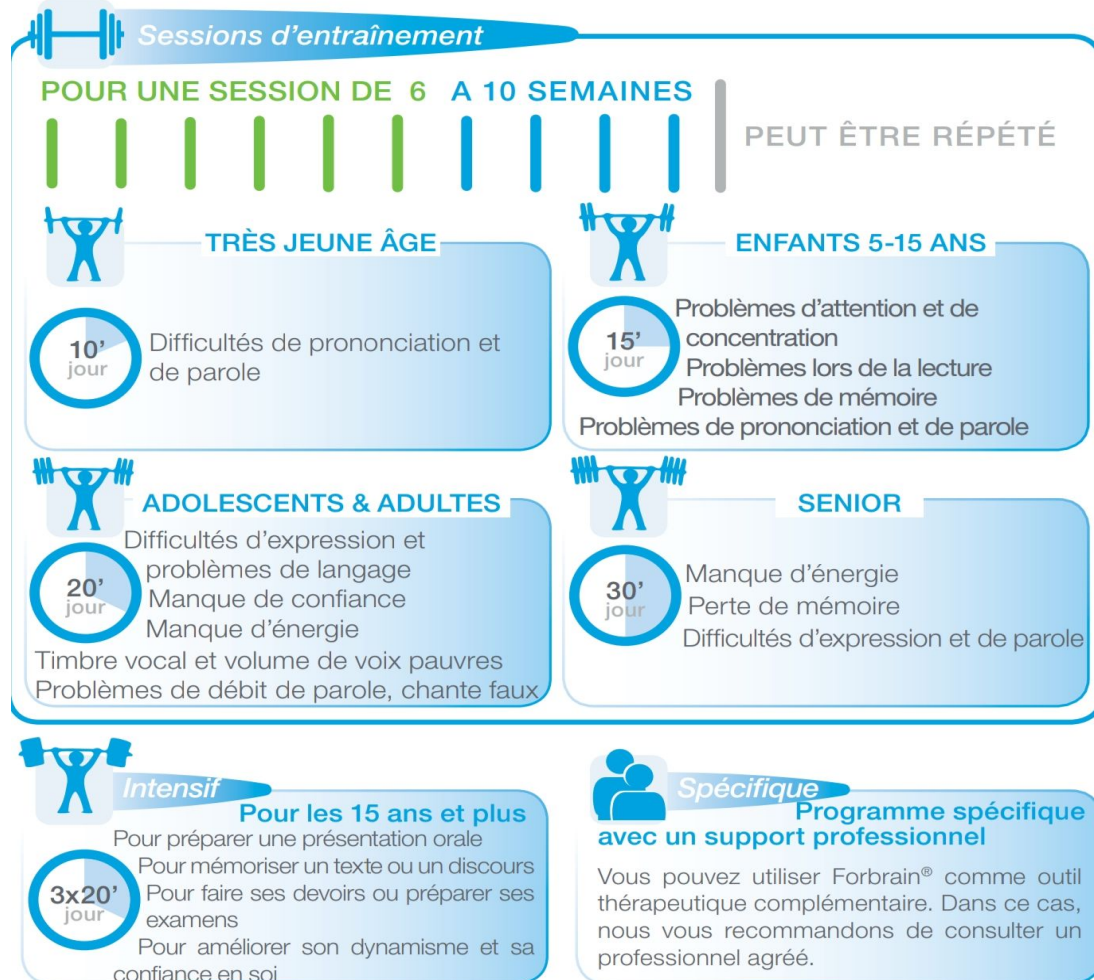 Sessions d'entraînement
POUR UNE SESSION DE 6 A 10 SEMAINES
PEUT ÊTRE RÉPÉTÉ
TRÈS JEUNE ÂGE
10'
jour
Difficultés de prononciation et
de parole
ENFANTS 5-15 ANS
15'
jour
Problèmes d'attention et de
concentration
Problèmes lors de la lecture
Problèmes de mémoire
Problèmes de prononciation et de parole
ADOLESCENTS & ADULTES
20'
jour
Difficultés d'expression et
problèmes de langage
Manque de confiance
Manque d'énergie
Timbre vocal et volume de voix pauvres
Problèmes de débit de parole, chante faux
SENIOR
30'
jour
Manque d'énergie
Perte de mémoire
Difficultés d'expression et de parole
Intensif
Pour les 15 ans et plus
3x20'
jour
Pour préparer une présentation orale
Pour mémoriser un texte ou un discours
Pour faire ses devoirs ou préparer ses
examens
Pour améliorer son dynamisme et sa
confiance en soi
Spécifique
Programme spécifique
avec un support professionnel
Vous pouvez utiliser Forbrain® comme outil
thérapeutique complémentaire. Dans ce cas,
nous vous recommandons de consulter un
professionnel agréé.